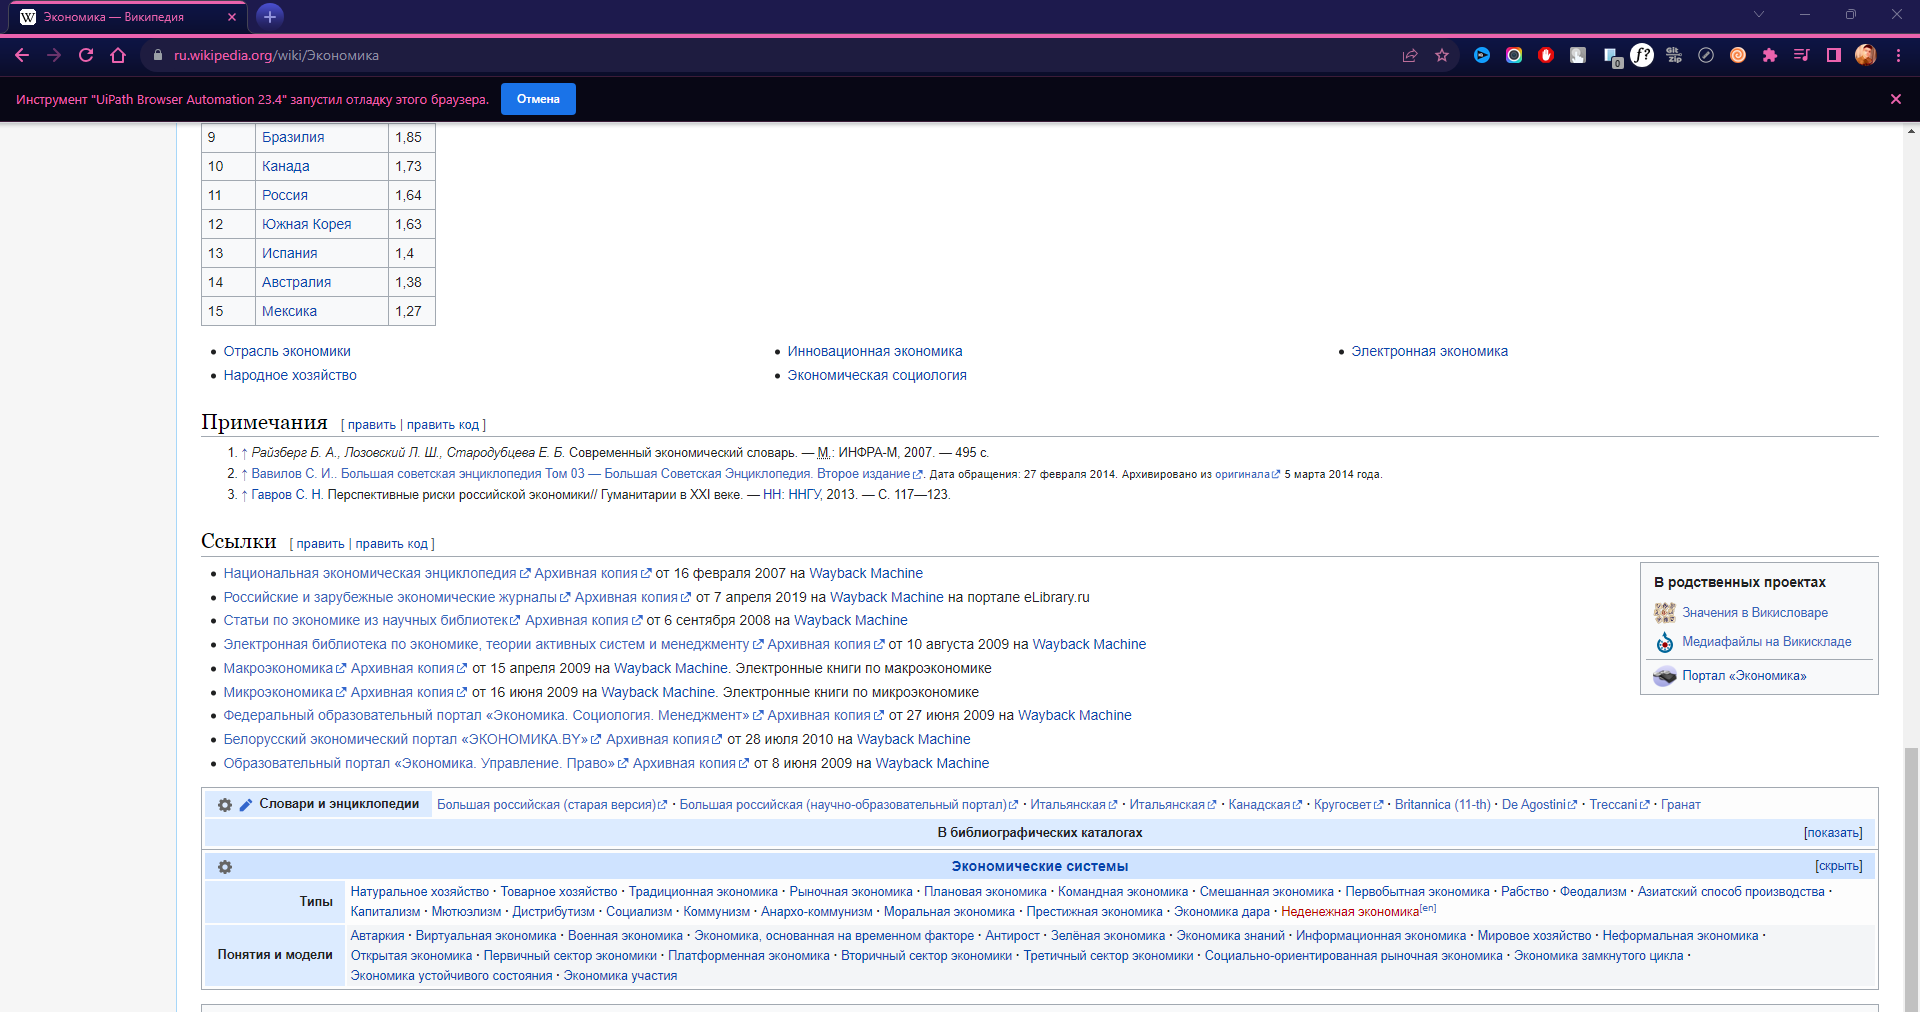 Экономика — Википедия
ru.wikipedia.org/wiki/Экономика
0
f?
Git Zip
Инструмент "UiPath Browser Automation 23.4" запустил отладку этого браузера.
Отмена
9 Бразилия 1,85
10 Канада 1,73
11 Россия 1,64
12 Южная Корея 1,63
13 Испания 1,4
14 Австралия 1,38
15 Мексика 1,27
• Отрасль экономики
• Народное хозяйство
• Инновационная экономика
• Экономическая социология
• Электронная экономика
Примечания [ править | править код ]
1. ↑ Райзберг Б. А., Лозовский Л. Ш., Стародубцева Е. Б. Современный экономический словарь. — М.: ИНФРА-М, 2007. — 495 с.
2. ↑ Вавилов С. И.. Большая советская энциклопедия Том 03 — Большая Советская Энциклопедия. Второе издание. Дата обращения: 27 февраля 2014. Архивировано из оригинала 5 марта 2014 года.
3. ↑ Гавров С. Н. Перспективные риски российской экономики// Гуманитарии в XXI веке. — НН: ННГУ, 2013. — С. 117—123.
Ссылки [ править | править код ]
• Национальная экономическая энциклопедия Архивная копия от 16 февраля 2007 на Wayback Machine
• Российские и зарубежные экономические журналы Архивная копия от 7 апреля 2019 на Wayback Machine на портале eLibrary.ru
• Статьи по экономике из научных библиотек Архивная копия от 6 сентября 2008 на Wayback Machine
• Электронная библиотека по экономике, теории активных систем и менеджменту Архивная копия от 10 августа 2009 на Wayback Machine
• Макроэкономика Архивная копия от 15 апреля 2009 на Wayback Machine. Электронные книги по макроэкономике
• Микроэкономика Архивная копия от 16 июня 2009 на Wayback Machine. Электронные книги по микроэкономике
• Федеральный образовательный портал «Экономика. Социология. Менеджмент» Архивная копия от 27 июня 2009 на Wayback Machine
• Белорусский экономический портал «ЭКОНОМИКА.BY» Архивная копия от 28 июля 2010 на Wayback Machine
• Образовательный портал «Экономика. Управление. Право» Архивная копия от 8 июня 2009 на Wayback Machine
В родственных проектах
Значения в Викисловаре
Медиафайлы на Викискладе
Портал «Экономика»
Словари и энциклопедии Большая российская (старая версия) · Большая российская (научно-образовательный портал) · Итальянская · Итальянская · Канадская · Кругосвет · Britannica (11-th) · De Agostini · Treccani · Гранат
В библиографических каталогах [показать]
Экономические системы [скрыть]
Типы
Натуральное хозяйство · Товарное хозяйство · Традиционная экономика · Рыночная экономика · Плановая экономика · Командная экономика · Смешанная экономика · Первобытная экономика · Рабство · Феодализм · Азиатский способ производства ·
Капитализм · Мютюэлизм · Дистрибутизм · Социализм · Коммунизм · Анархо-коммунизм · Моральная экономика · Престижная экономика · Экономика дара · Неденежная экономика[en]
Понятия и модели
Автаркия · Виртуальная экономика · Военная экономика · Экономика, основанная на временном факторе · Антирост · Зелёная экономика · Экономика знаний · Информационная экономика · Мировое хозяйство · Неформальная экономика ·
Открытая экономика · Первичный сектор экономики · Платформенная экономика · Вторичный сектор экономики · Третичный сектор экономики · Социально-ориентированная рыночная экономика · Экономика замкнутого цикла ·
Экономика устойчивого состояния · Экономика участия